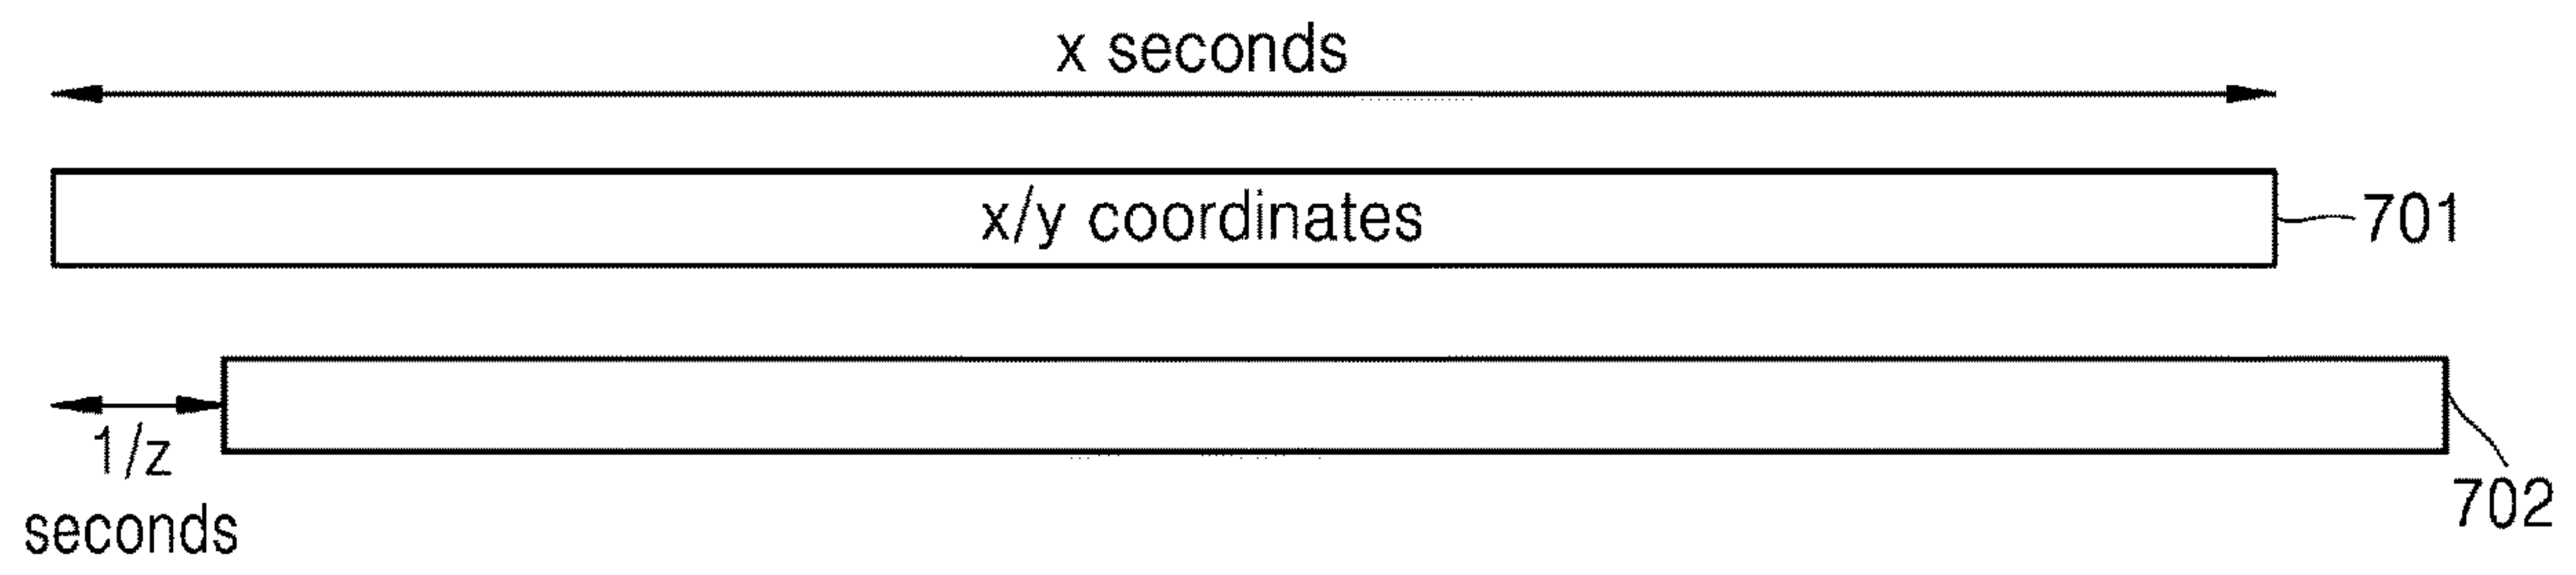 x seconds
x/y coordinates
701
1/z
seconds
702